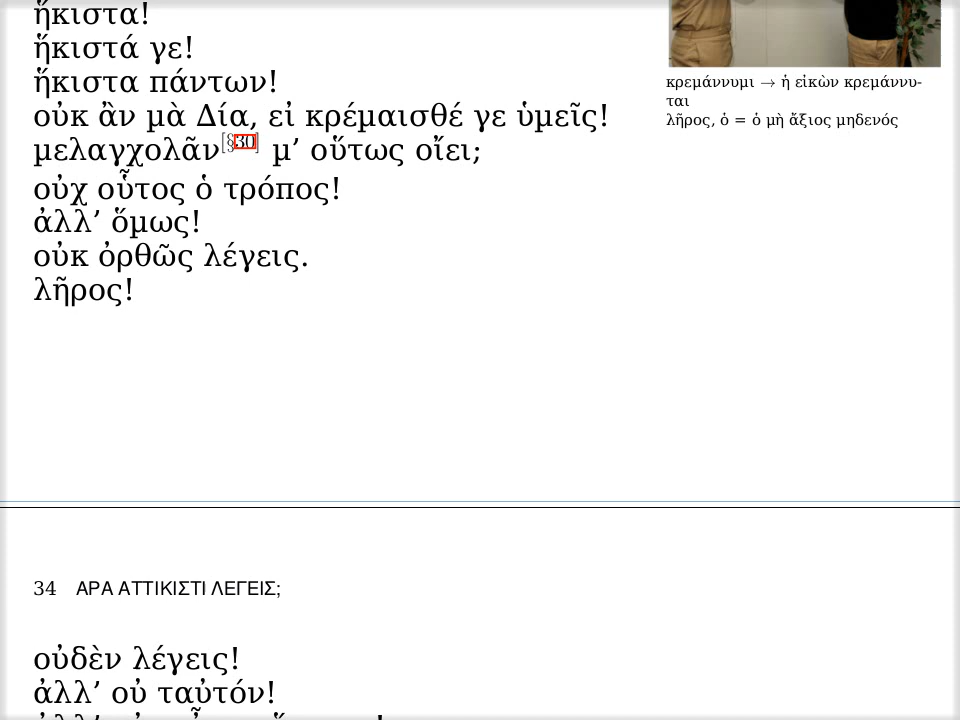 ἥκιστα!
ἥκιστά γε!
ἥκιστα πάντων!
οὐκ ἂν μὰ Δία, εἰ κρέμαισθέ γε ὑμεῖς!
μελαγχολᾶν[§30] μ’ οὕτως οἴει;
οὐχ οὗτος ὁ τρόπος!
ἀλλ’ ὅμως!
οὐκ ὀρθῶς λέγεις.
λῆρος!
κρεμάννυμι → ἡ εἰκὼν κρεμάννυ-
ται
λῆρος, ὁ = ὁ μὴ ἄξιος μηδενός
34 ΑΡΑ ΑΤΤΙΚΙΣΤΙ ΛΕΓΕΙΣ;
οὐδὲν λέγεις!
ἀλλ’ οὐ ταὐτόν!